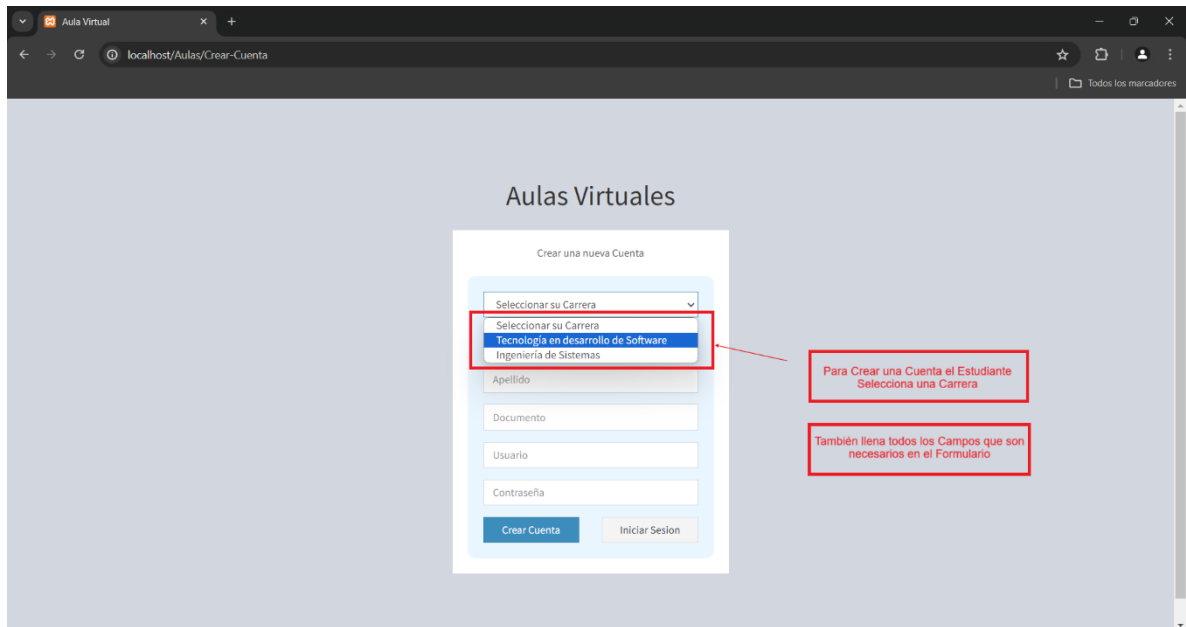 Aula Virtual
localhost/Aulas/Crear-Cuenta
Todos los marcadores
Aulas Virtuales
Crear una nueva Cuenta
Seleccionar su Carrera
Seleccionar su Carrera
Tecnología en desarrollo de Software
Ingeniería de Sistemas
Apellido
Documento
Usuario
Contraseña
Crear Cuenta
Iniciar Sesion
Para Crear una Cuenta el Estudiante
Selecciona una Carrera
También llena todos los Campos que son
necesarios en el Formulario